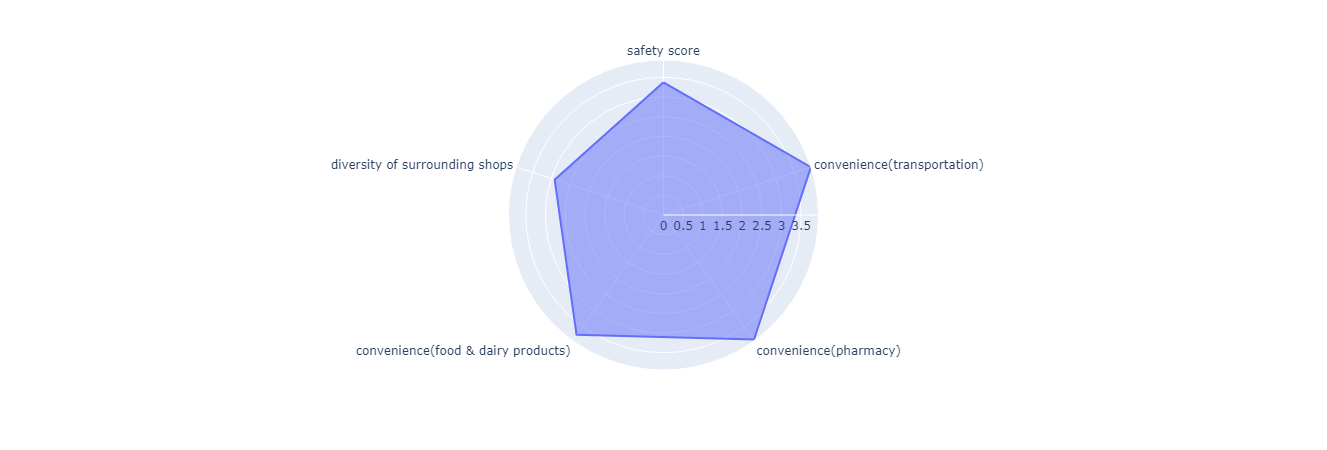 safety score
diversity of surrounding shops
convenience(transportation)
0 0.5 1 1.5 2 2.5 3 3.5
convenience(food & dairy products)
convenience(pharmacy)